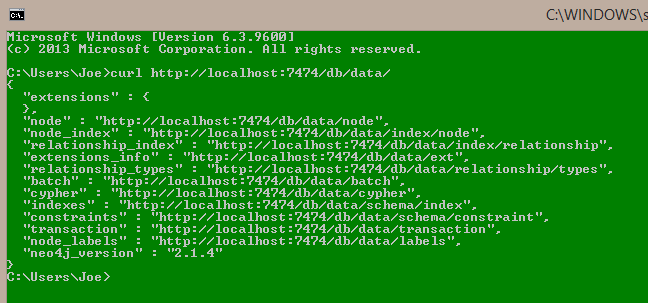 C:\WINDOWS\s
Microsoft Windows [Version 6.3.9600]
(c) 2013 Microsoft Corporation. All rights reserved.
C:\Users\Joe>curl http://localhost:7474/db/data/
{
  "extensions" : {
  },
  "node" : "http://localhost:7474/db/data/node",
  "node_index" : "http://localhost:7474/db/data/index/node",
  "relationship_index" : "http://localhost:7474/db/data/index/relationship",
  "extensions_info" : "http://localhost:7474/db/data/ext",
  "relationship_types" : "http://localhost:7474/db/data/relationship/types",
  "batch" : "http://localhost:7474/db/data/batch",
  "cypher" : "http://localhost:7474/db/data/cypher",
  "indexes" : "http://localhost:7474/db/data/schema/index",
  "constraints" : "http://localhost:7474/db/data/schema/constraint",
  "transaction" : "http://localhost:7474/db/data/transaction",
  "node_labels" : "http://localhost:7474/db/data/labels",
  "neo4j_version" : "2.1.4"
}
C:\Users\Joe>